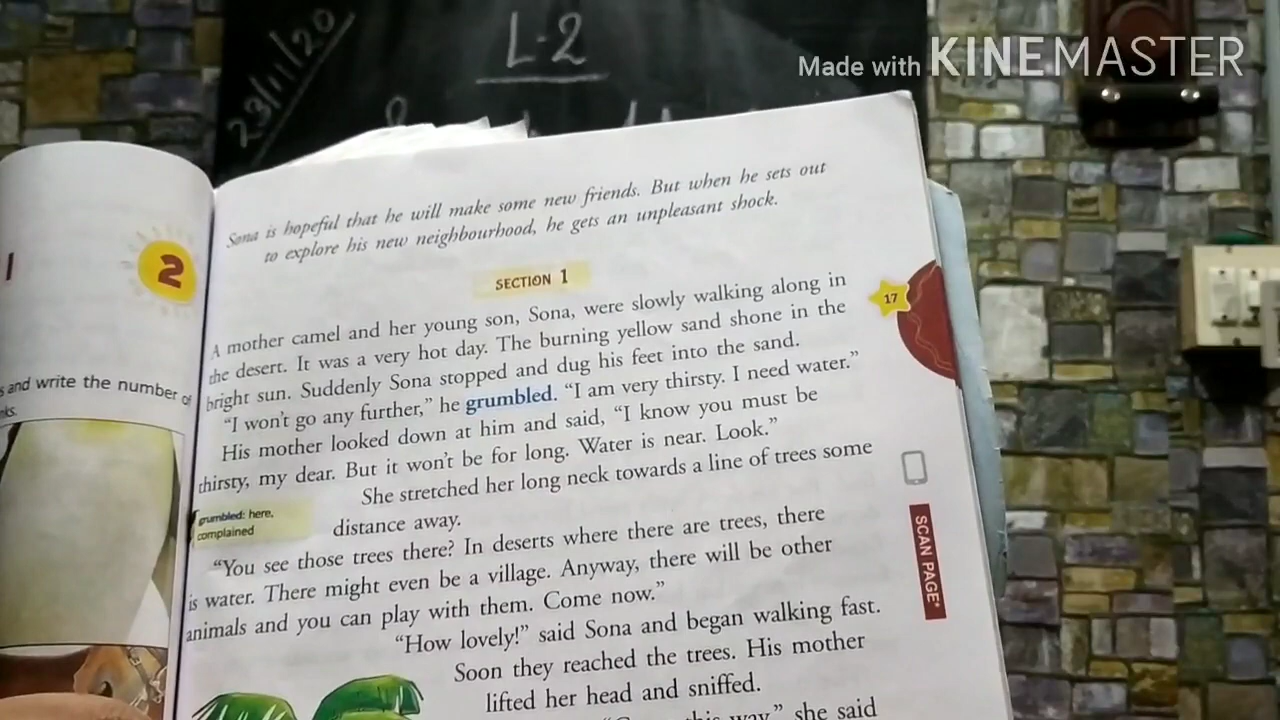 23/11/20
L-2
Made with KINEMASTER
2
s and write the number of
ks.
Sona is hopeful that he will make some new friends. But when he sets out
to explore his new neighbourhood, he gets an unpleasant shock.
SECTION 1
17
A mother camel and her young son, Sona, were slowly walking along in
the desert. It was a very hot day. The burning yellow sand shone in the
bright sun. Suddenly Sona stopped and dug his feet into the sand.
“I won’t go any further,” he grumbled. “I am very thirsty. I need water.”
His mother looked down at him and said, “I know you must be
thirsty, my dear. But it won’t be for long. Water is near. Look.”
She stretched her long neck towards a line of trees some
distance away.
grumbled: here,
complained
“You see those trees there? In deserts where there are trees, there
is water. There might even be a village. Anyway, there will be other
animals and you can play with them. Come now.”
“How lovely!” said Sona and began walking fast.
Soon they reached the trees. His mother
lifted her head and sniffed.
this way,” she said
SCAN PAGE*